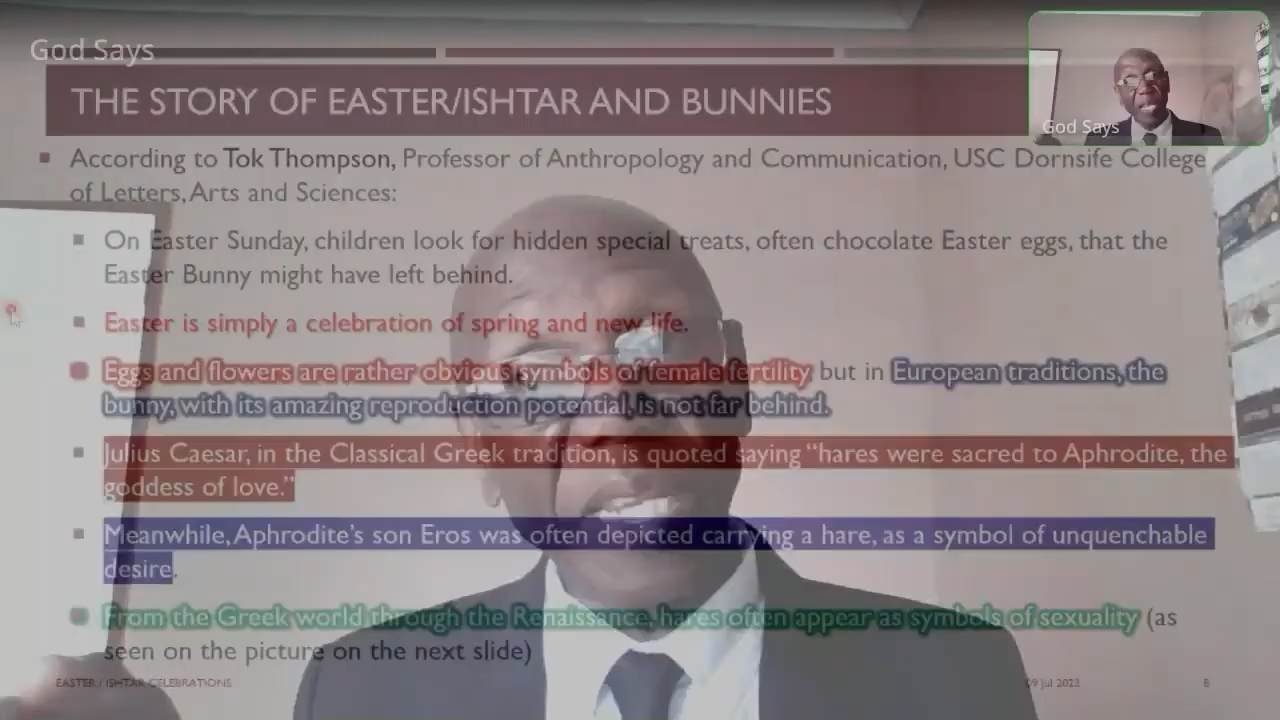 God Says
THE STORY OF EASTER/ISHTAR AND BUNNIES
God Says
According to Tok Thompson, Professor of Anthropology and Communication, USC Dornsife College
of Letters, Arts and Sciences:
On Easter Sunday, children look for hidden special treats, often chocolate Easter eggs, that the
Easter Bunny might have left behind.
Easter is simply a celebration of spring and new life.
Eggs and flowers are rather obvious symbols of female fertility but in European traditions, the
bunny, with its amazing reproduction potential, is not far behind.
Julius Caesar, in the Classical Greek tradition, is quoted saying “hares were sacred to Aphrodite, the
goddess of love.”
Meanwhile, Aphrodite’s son Eros was often depicted carrying a hare, as a symbol of unquenchable
desire.
From the Greek world through the Renaissance, hares often appear as symbols of sexuality (as
seen on the picture on the next slide)
EASTER / ISHTAR CELEBRATIONS
09 Jul 2023
8